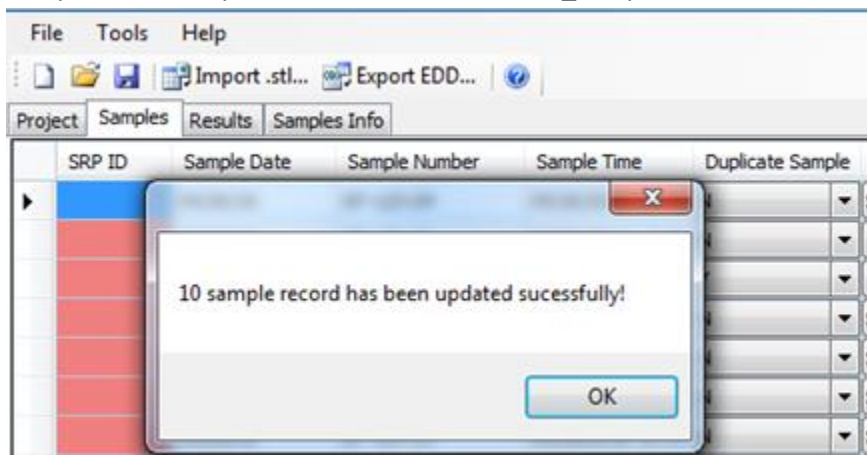 File Tools Help
Import .stl... Export EDD...
Project Samples Results Samples Info
SRP ID Sample Date Sample Number Sample Time Duplicate Sample
10 sample record has been updated sucessfully!
OK